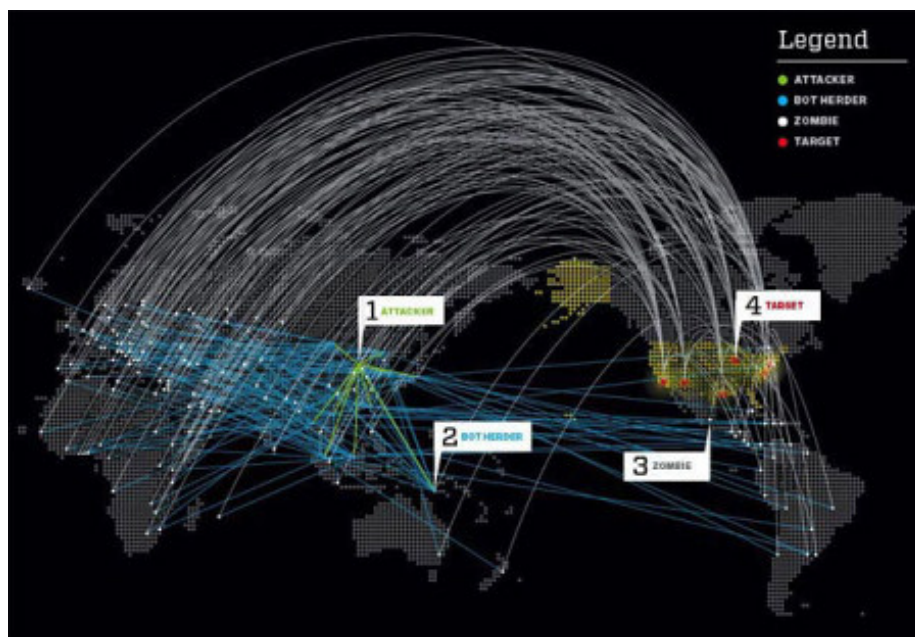 Legend
ATTACKER
BOT HERDER
ZOMBIE
TARGET
1 ATTACKER
4 TARGET
2 BOT HERDER
3 ZOMBIE